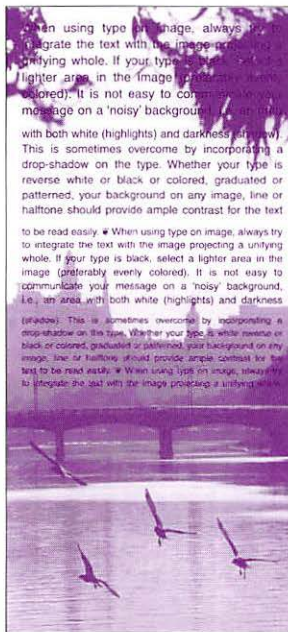 When using type on image, always try to
integrate the text with the image projecting a
unifying whole. If your type is black, select a
lighter area in the image (preferably evenly
colored). It is not easy to communicate your
message on a 'noisy' background, i.e., an area
with both white (highlights) and darkness (shadow).
This is sometimes overcome by incorporating a
drop-shadow on the type. Whether your type is
reverse white or black or colored, graduated or
patterned, your background on any image, line or
halftone should provide ample contrast for the text
to be read easily. ❦ When using type on image, always try
to integrate the text with the image projecting a unifying
whole. If your type is black, select a lighter area in the
image (preferably evenly colored). It is not easy to
communicate your message on a 'noisy' background,
i.e., an area with both white (highlights) and darkness
(shadow). This is sometimes overcome by incorporating a
drop-shadow on the type. Whether your type is white reverse or
black or colored, graduated or patterned, your background on any
image, line or halftone should provide ample contrast for the
text to be read easily. ❦ When using type on image, always try
to integrate the text with the image projecting a unifying whole.